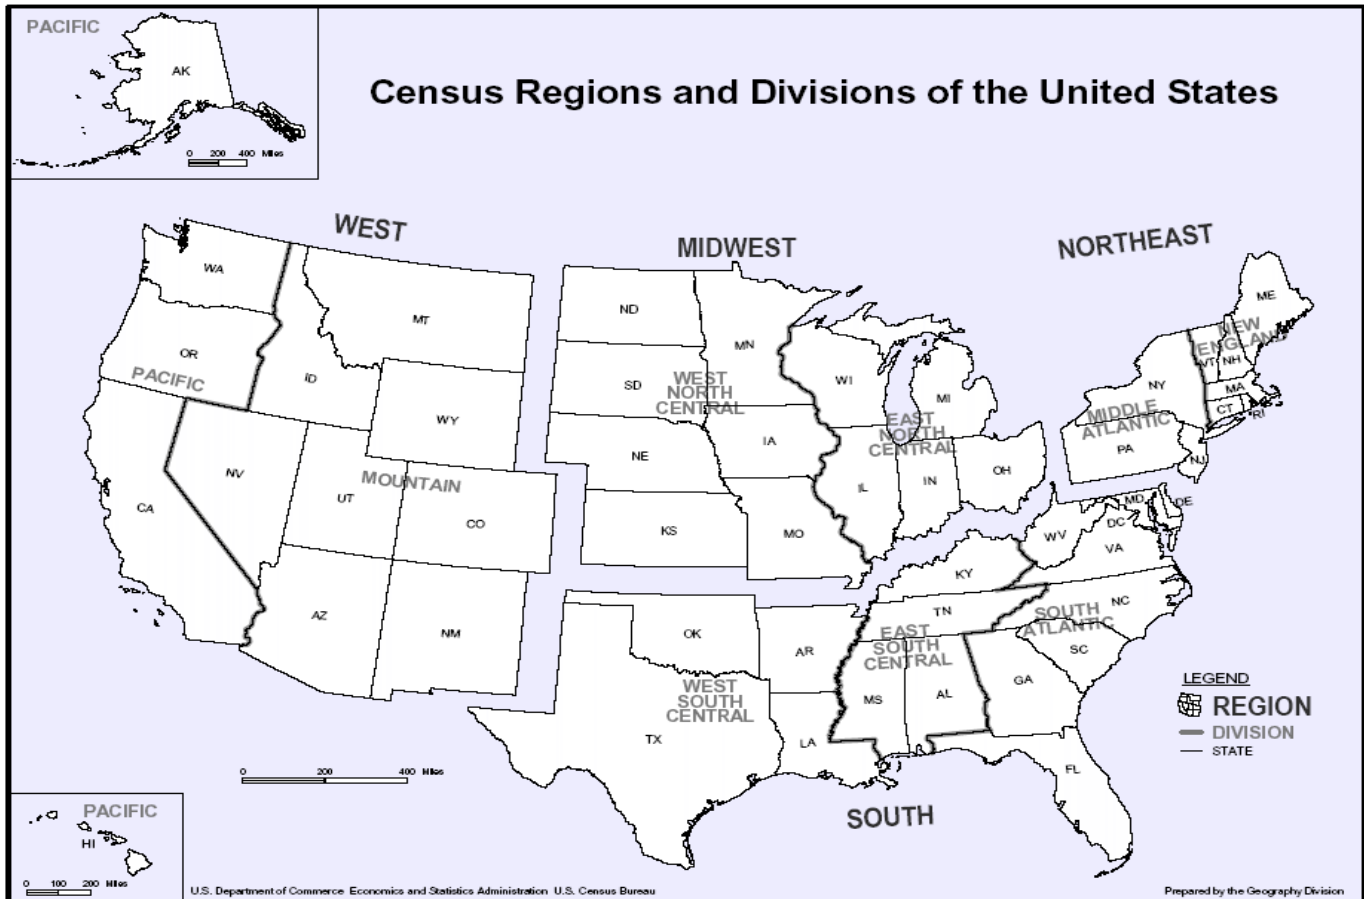 PACIFIC
AK
0 200 400 Miles
Census Regions and Divisions of the United States
WEST
MIDWEST
NORTHEAST
WA
MT
ND
MN
ME
OR
PACIFIC
ID
WY
SD
WEST
NORTH
CENTRAL
WI
MI
NY
NEW
ENGLAND
VT
NH
MA
CT
RI
MIDDLE
ATLANTIC
PA
NJ
NV
UT
MOUNTAIN
CO
CA
NE
IA
EAST
NORTH
CENTRAL
IL
IN
OH
KS
MO
WV
MD
DE
DC
VA
KY
AZ
NM
OK
AR
TN
NC
EAST
SOUTH
CENTRAL
SOUTH
ATLANTIC
SC
WEST
SOUTH
CENTRAL
TX
LA
MS
AL
GA
FL
SOUTH
LEGEND
REGION
DIVISION
STATE
0 200 400 Miles
PACIFIC
HI
0 100 200 Miles
U.S. Department of Commerce Economics and Statistics Administration U.S. Census Bureau
Prepared by the Geography Division